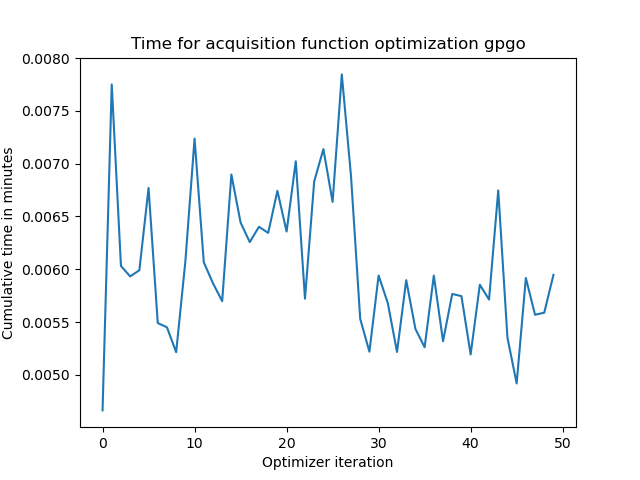 Time for acquisition function optimization gpgo
0.0080
0.0075
0.0070
0.0065
0.0060
0.0055
0.0050
Cumulative time in minutes
0 10 20 30 40 50
Optimizer iteration